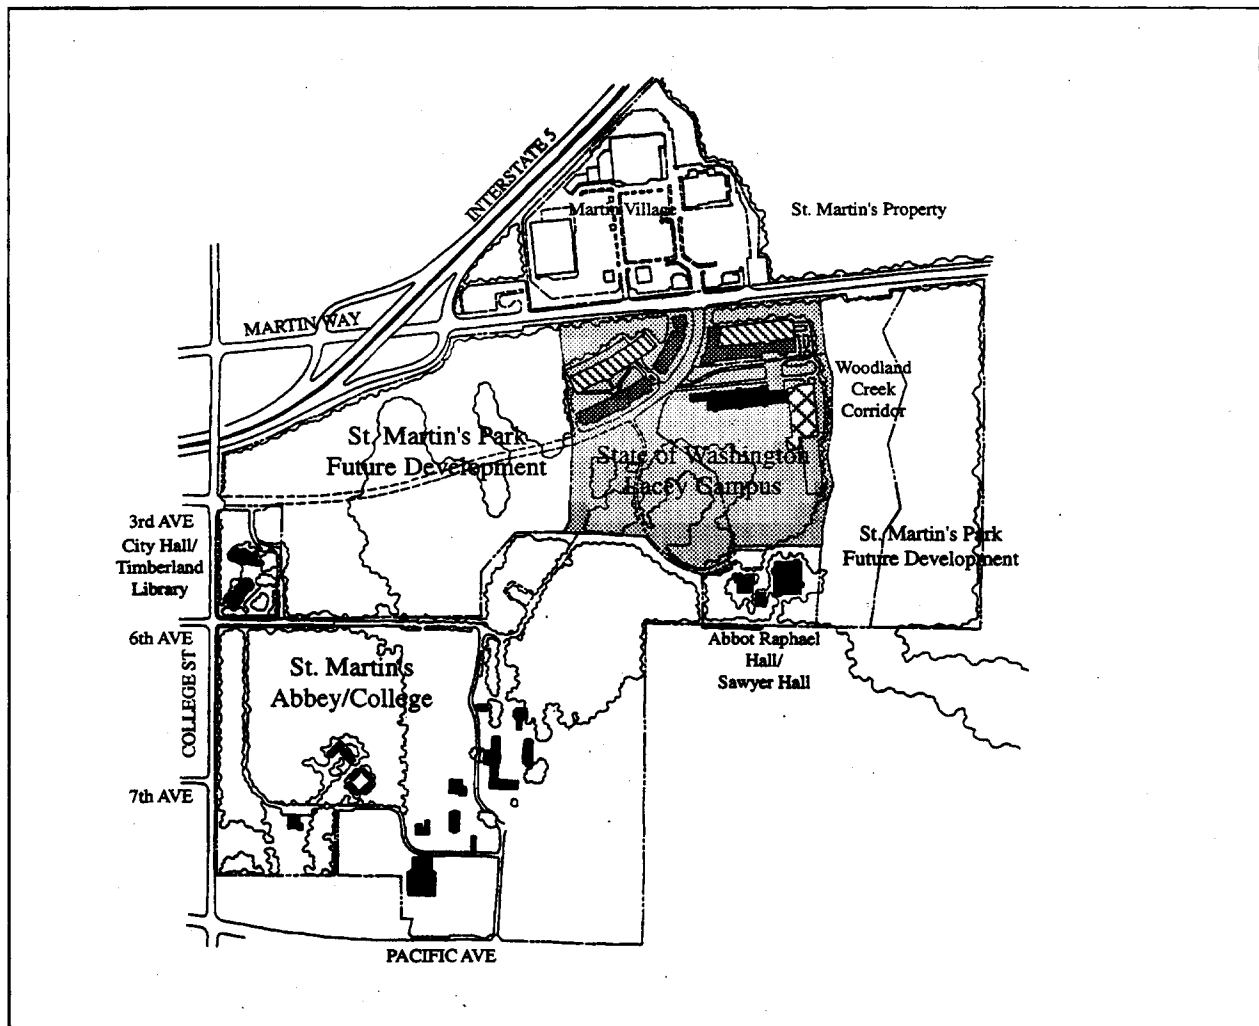 INTERSTATE 5
Martin Village
St. Martin's Property
MARTIN WAY
Woodland
Creek
Corridor
St. Martin's Park
Future Development
State of Washington
Lacey Campus
3rd AVE
City Hall/
Timberland
Library
St. Martin's Park
Future Development
6th AVE
Abbot Raphael
Hall/
Sawyer Hall
St. Martin's
Abbey/College
COLLEGE ST
7th AVE
PACIFIC AVE